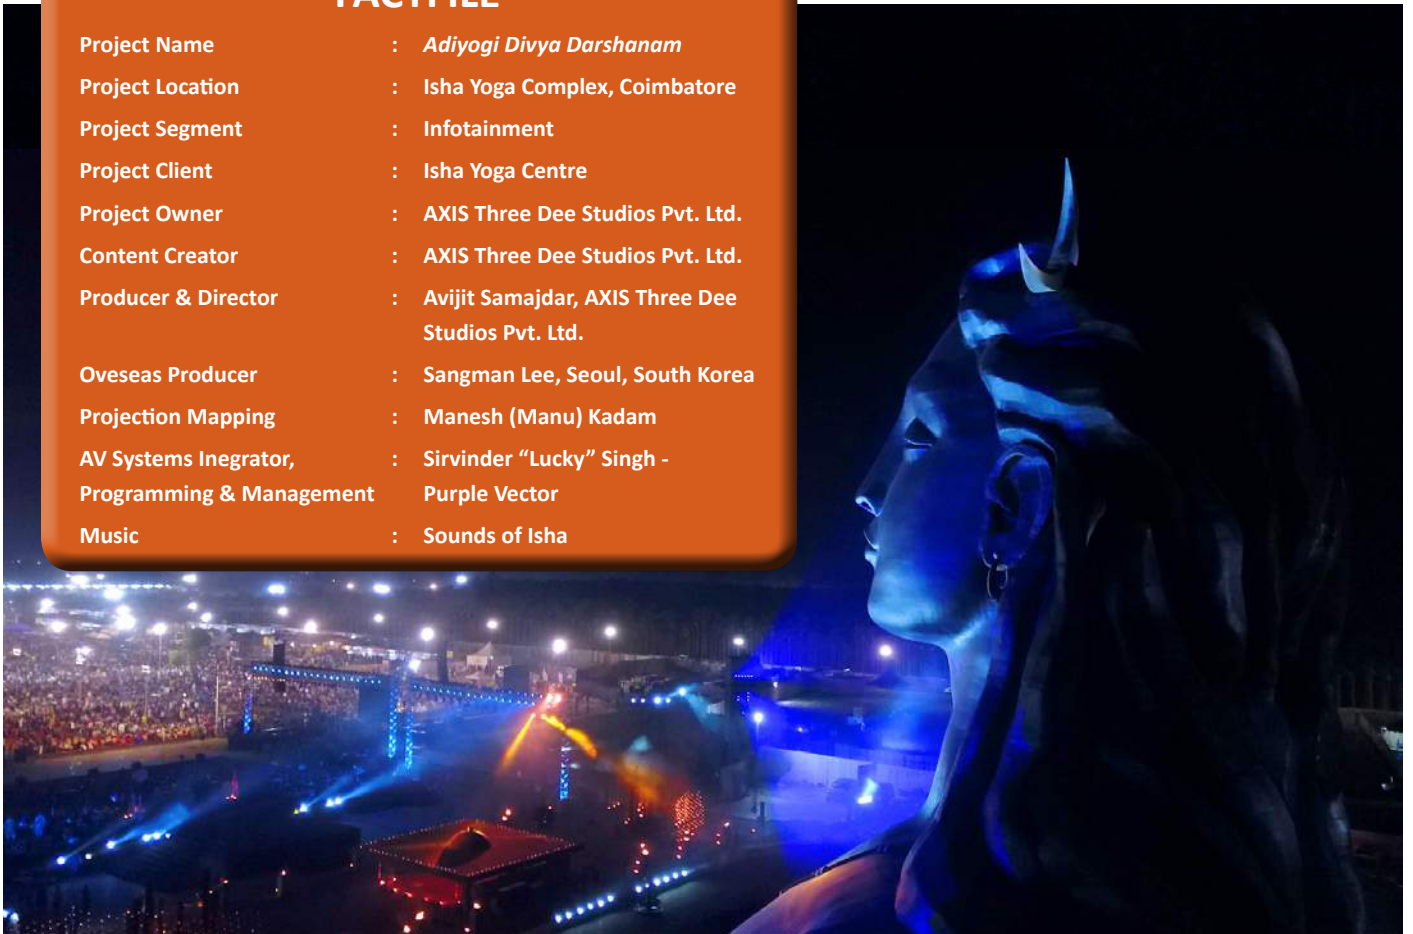 FACTFILE
Project Name : Adiyogi Divya Darshanam
Project Location : Isha Yoga Complex, Coimbatore
Project Segment : Infotainment
Project Client : Isha Yoga Centre
Project Owner : AXIS Three Dee Studios Pvt. Ltd.
Content Creator : AXIS Three Dee Studios Pvt. Ltd.
Producer & Director : Avijit Samajdar, AXIS Three Dee
Studios Pvt. Ltd.
Oveseas Producer : Sangman Lee, Seoul, South Korea
Projection Mapping : Manesh (Manu) Kadam
AV Systems Inegrator, : Sirvinder “Lucky” Singh -
Programming & Management Purple Vector
Music : Sounds of Isha